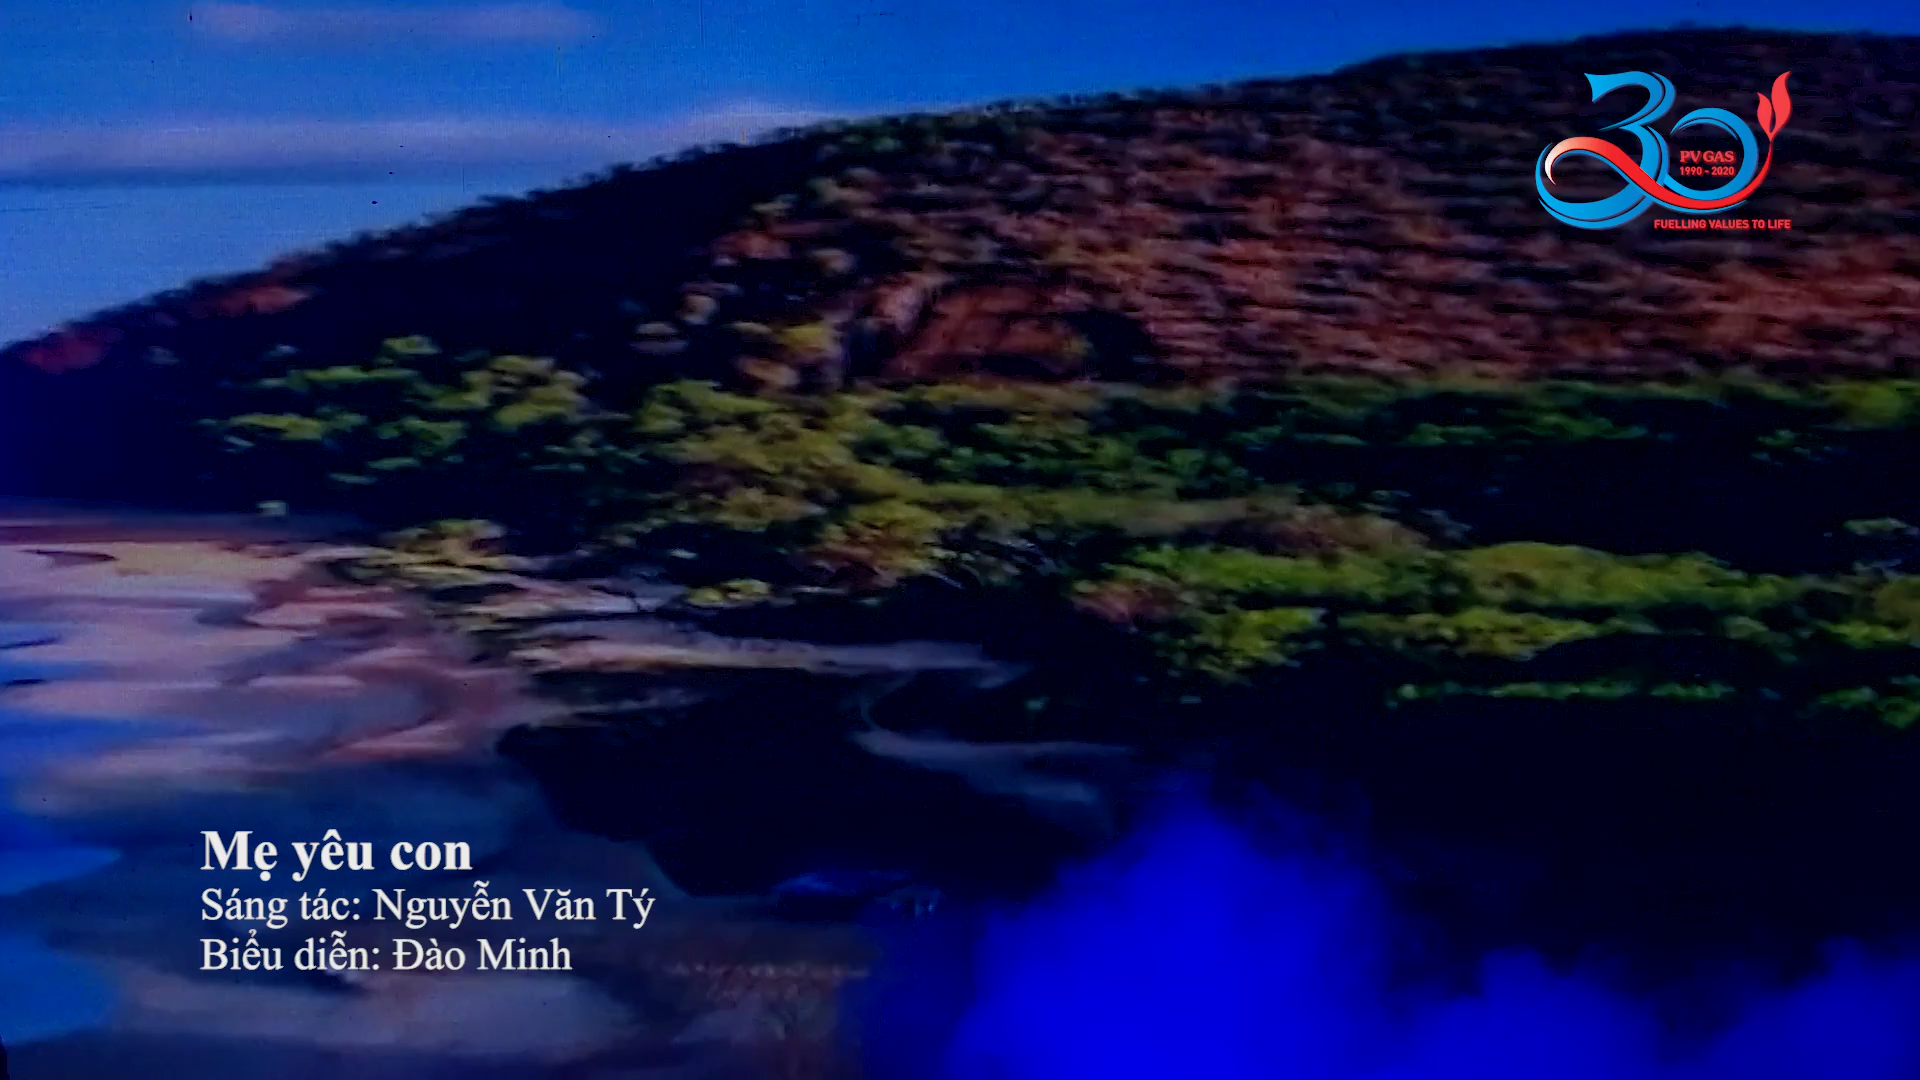 30
PV GAS
1990 - 2020
FUELLING VALUES TO LIFE
Mẹ yêu con
Sáng tác: Nguyễn Văn Tý
Biểu diễn: Đào Minh